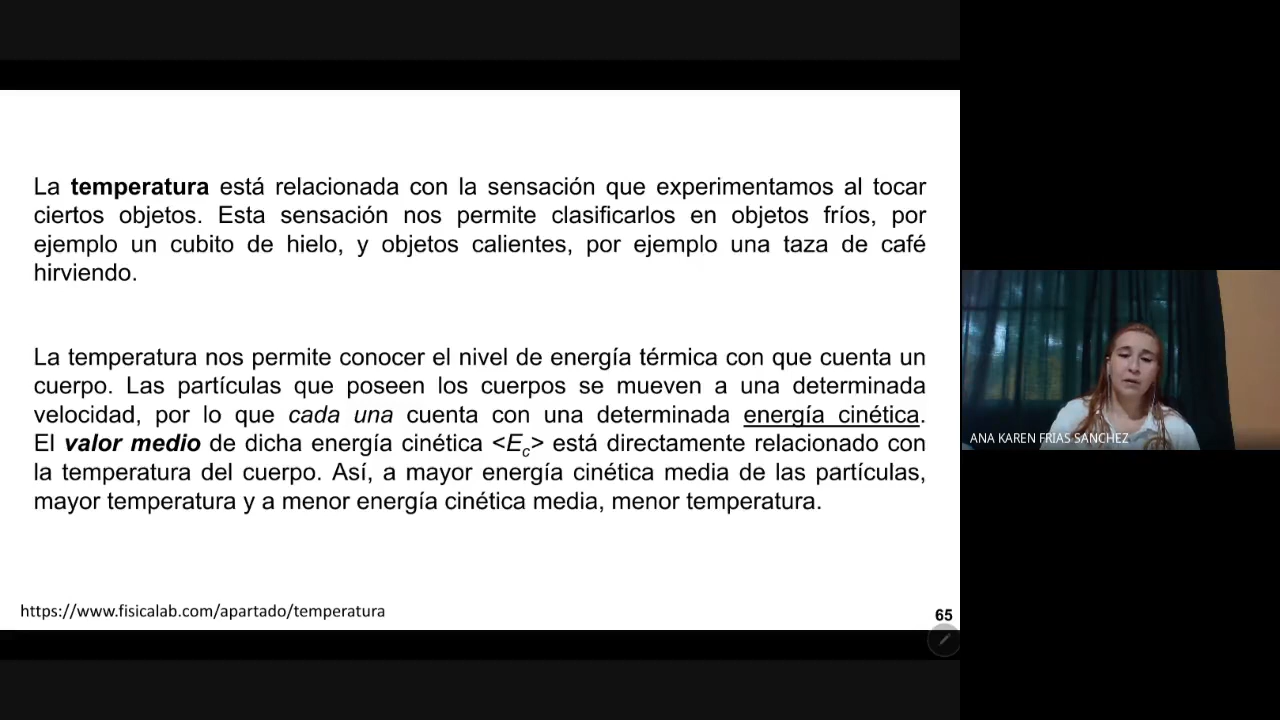 La temperatura está relacionada con la sensación que experimentamos al tocar
ciertos objetos. Esta sensación nos permite clasificarlos en objetos fríos, por
ejemplo un cubito de hielo, y objetos calientes, por ejemplo una taza de café
hirviendo.
La temperatura nos permite conocer el nivel de energía térmica con que cuenta un
cuerpo. Las partículas que poseen los cuerpos se mueven a una determinada
velocidad, por lo que cada una cuenta con una determinada energía cinética.
El valor medio de dicha energía cinética <Ec> está directamente relacionado con
la temperatura del cuerpo. Así, a mayor energía cinética media de las partículas,
mayor temperatura y a menor energía cinética media, menor temperatura.
https://www.fisicalab.com/apartado/temperatura
65
ANA KAREN FRIAS SANCHEZ